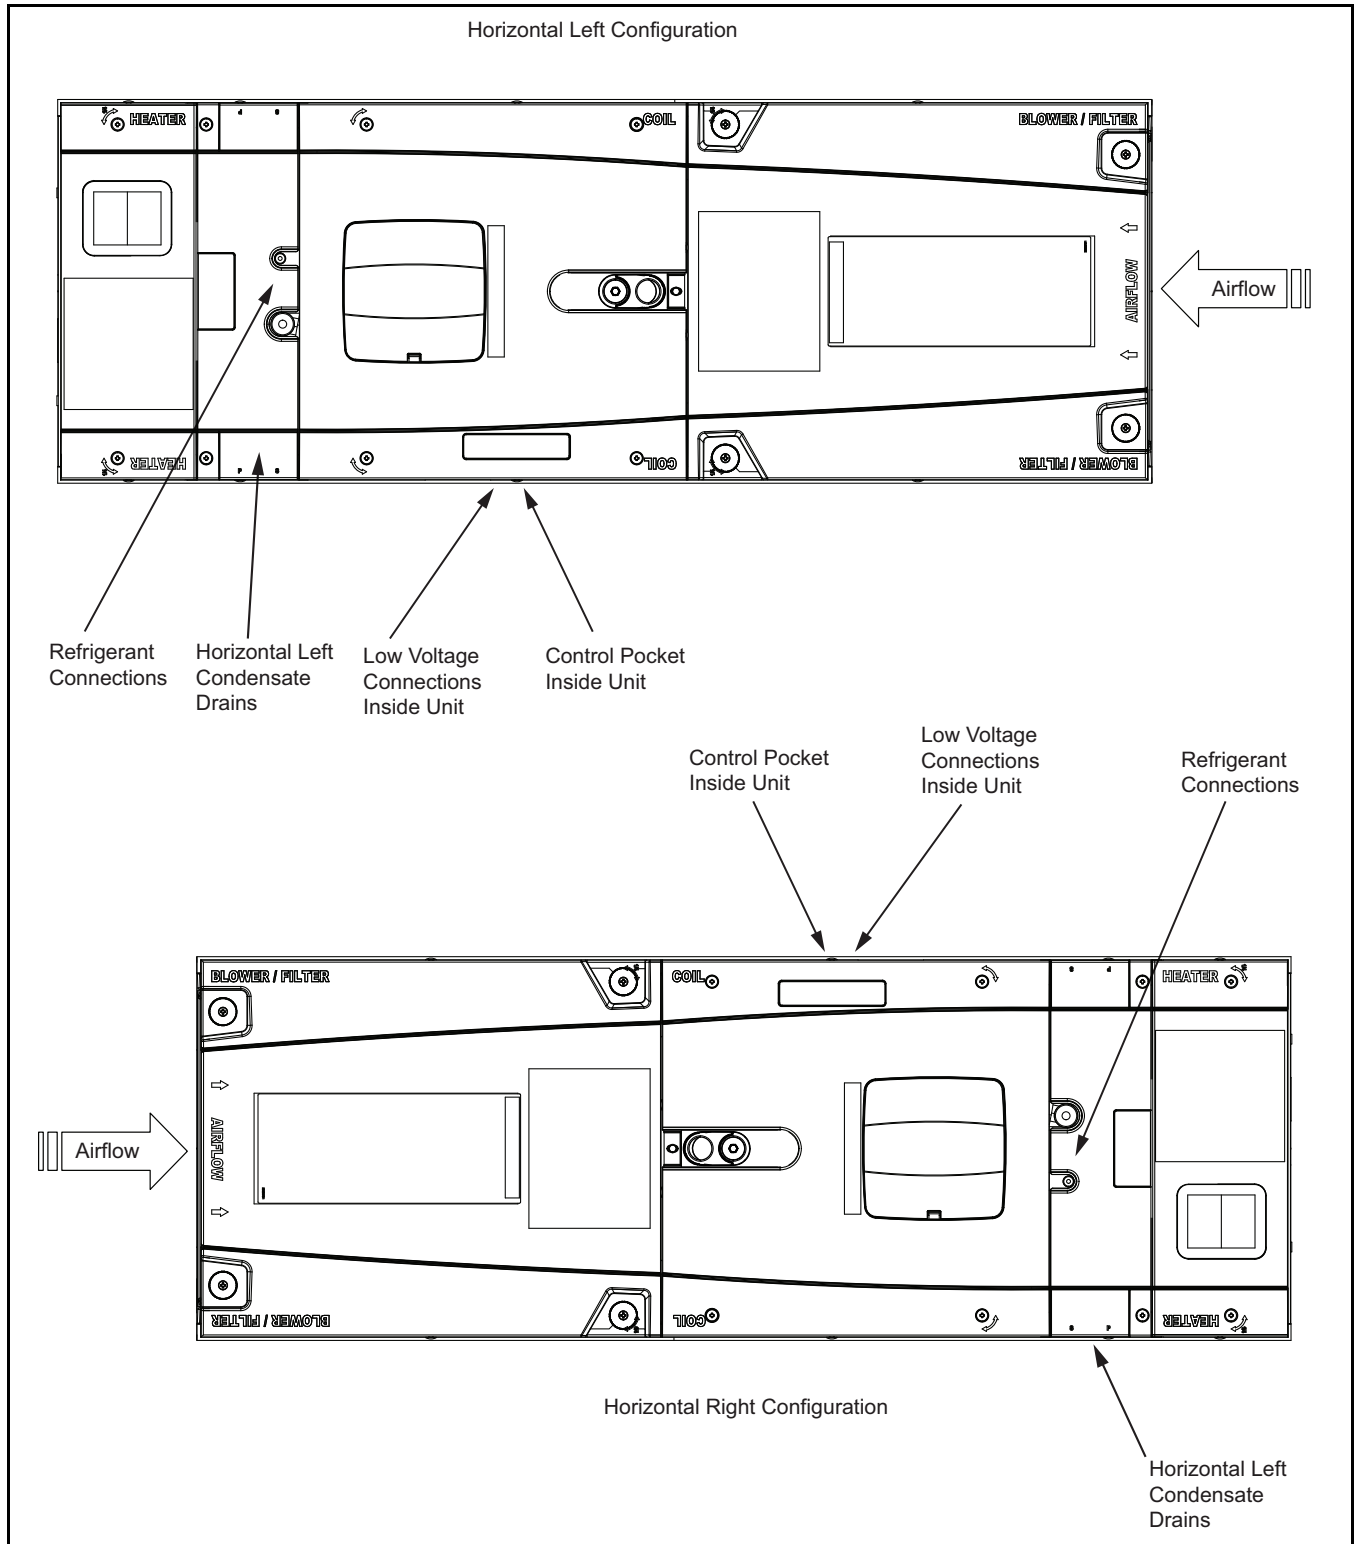 Horizontal Left Configuration
HEATER
P S
COIL
BLOWER / FILTER
AIRFLOW
Airflow
HEATER
P S
COIL
BLOWER / FILTER
Refrigerant
Connections
Horizontal Left
Condensate
Drains
Low Voltage
Connections
Inside Unit
Control Pocket
Inside Unit
Control Pocket
Inside Unit
Low Voltage
Connections
Inside Unit
Refrigerant
Connections
BLOWER / FILTER
COIL
S P
HEATER
Airflow
AIRFLOW
BLOWER / FILTER
COIL
S P
HEATER
Horizontal Right Configuration
Horizontal Left
Condensate
Drains